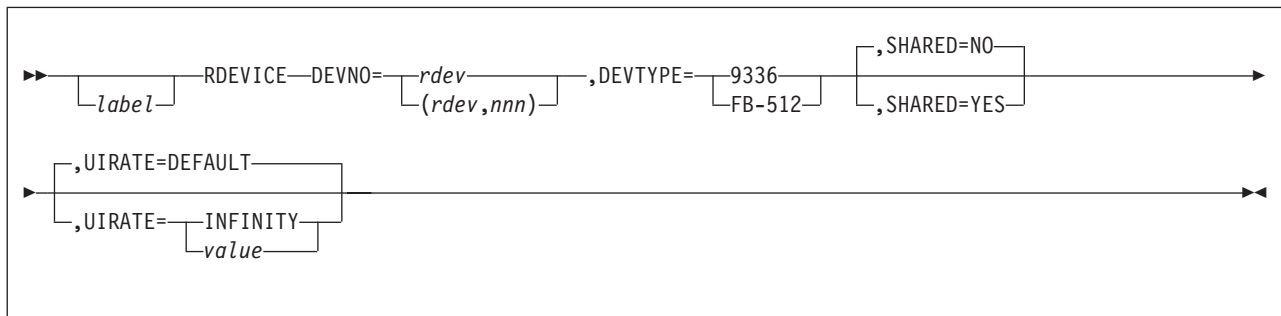 ,SHARED=NO
RDEVICE DEVNO= rdev ,DEVTYPE= 9336
label (rdev,nnn) FB-512 ,SHARED=YES
,UIRATE=DEFAULT
,UIRATE= INFINITY
value